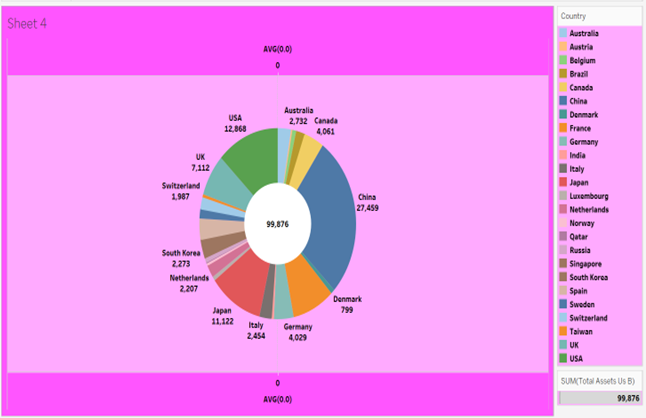 Sheet 4
AVG(0.0)
0
Australia
2,732
Canada
4,061
China
27,459
Denmark
799
Germany
4,029
Italy
2,454
Japan
11,122
Netherlands
2,207
South Korea
2,273
Switzerland
1,987
UK
7,112
USA
12,868
99,876
0
AVG(0.0)
Country
Australia
Austria
Belgium
Brazil
Canada
China
Denmark
France
Germany
India
Italy
Japan
Luxembourg
Netherlands
Norway
Qatar
Russia
Singapore
South Korea
Spain
Sweden
Switzerland
Taiwan
UK
USA
SUM(Total Assets Us B)
99,876